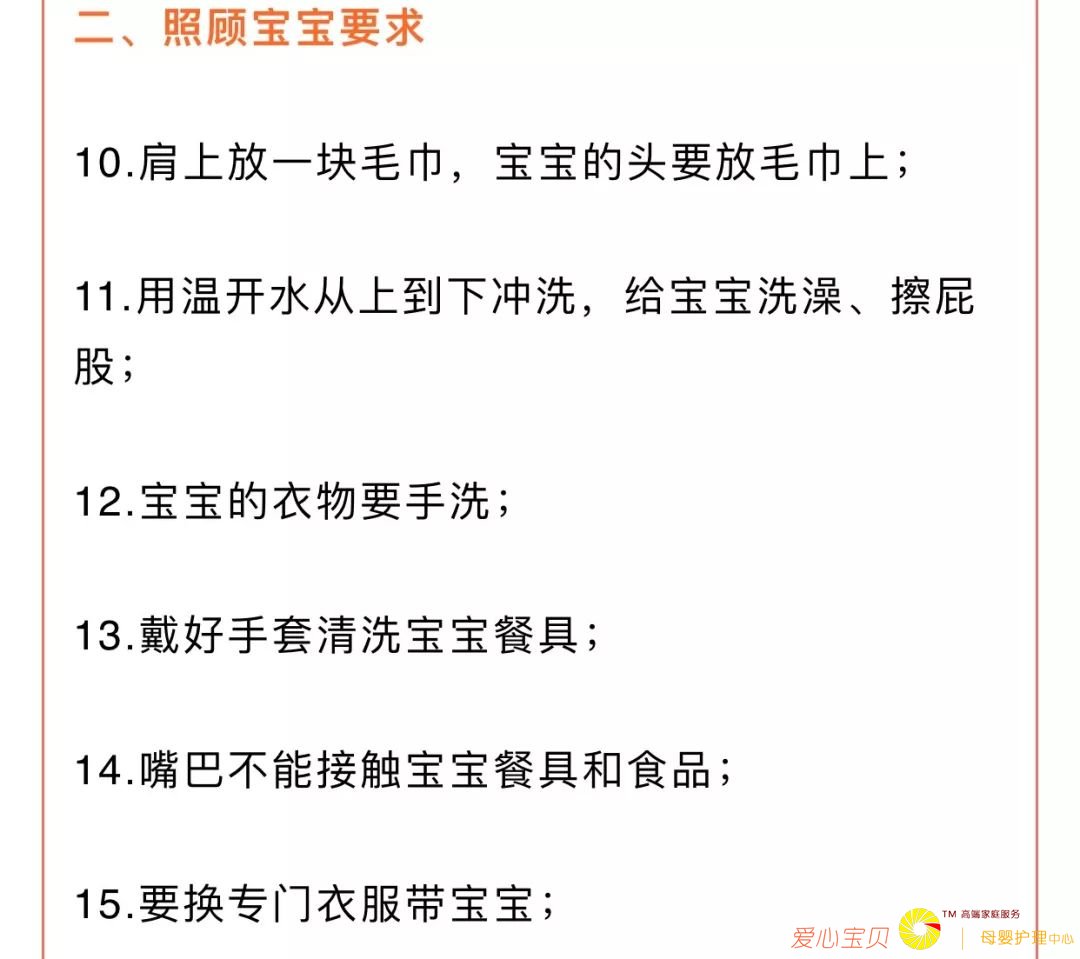 二、照顾宝宝要求
10.肩上放一块毛巾，宝宝的头要放毛巾上；
11.用温开水从上到下冲洗，给宝宝洗澡、擦屁
股；
12.宝宝的衣物要手洗；
13.戴好手套清洗宝宝餐具；
14.嘴巴不能接触宝宝餐具和食品；
15.要换专门衣服带宝宝；
爱心宝贝 TM 高端家庭服务
母婴护理中心